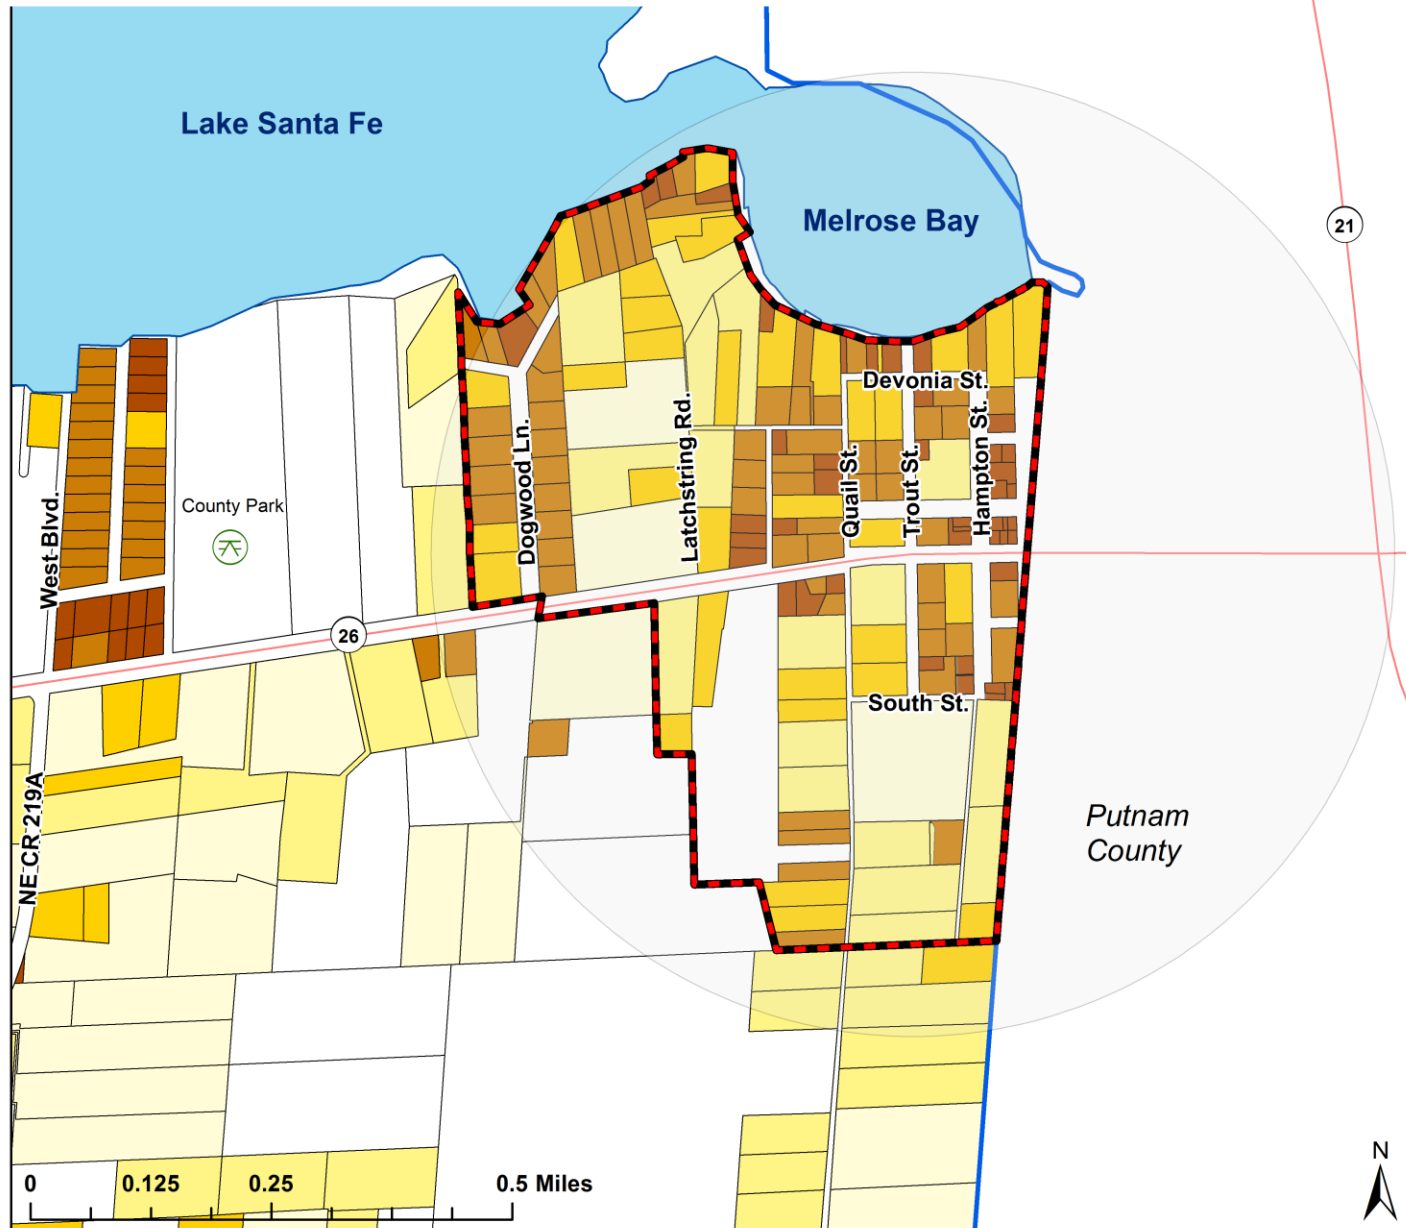 Lake Santa Fe
Melrose Bay
21
Devonia St.
Latchstring Rd.
Hampton St.
Dogwood Ln.
Quail St.
Trout St.
County Park
West Blvd.
26
South St.
NE CR 219A
Putnam
County
N
0 0.125 0.25 0.5 Miles